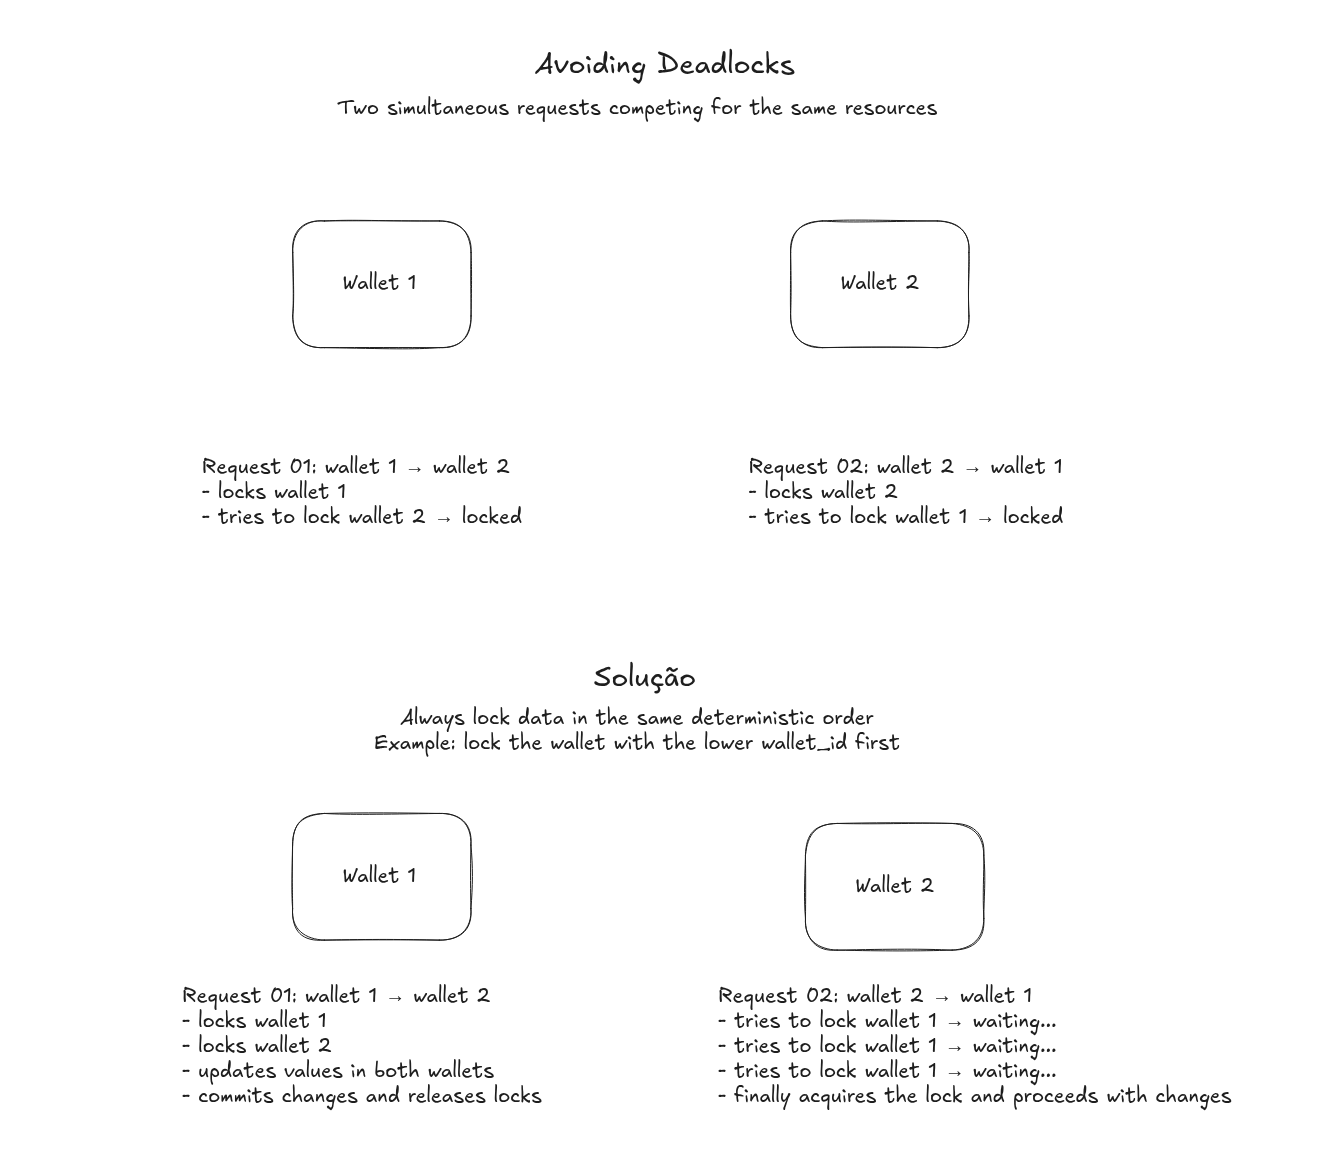 Avoiding Deadlocks
Two simultaneous requests competing for the same resources
Wallet 1
Wallet 2
Request 01: wallet 1 → wallet 2
- locks wallet 1
- tries to lock wallet 2 → locked
Request 02: wallet 2 → wallet 1
- locks wallet 2
- tries to lock wallet 1 → locked
Solução
Always lock data in the same deterministic order
Example: lock the wallet with the lower wallet_id first
Wallet 1
Wallet 2
Request 01: wallet 1 → wallet 2
- locks wallet 1
- locks wallet 2
- updates values in both wallets
- commits changes and releases locks
Request 02: wallet 2 → wallet 1
- tries to lock wallet 1 → waiting...
- tries to lock wallet 1 → waiting...
- tries to lock wallet 1 → waiting...
- finally acquires the lock and proceeds with changes